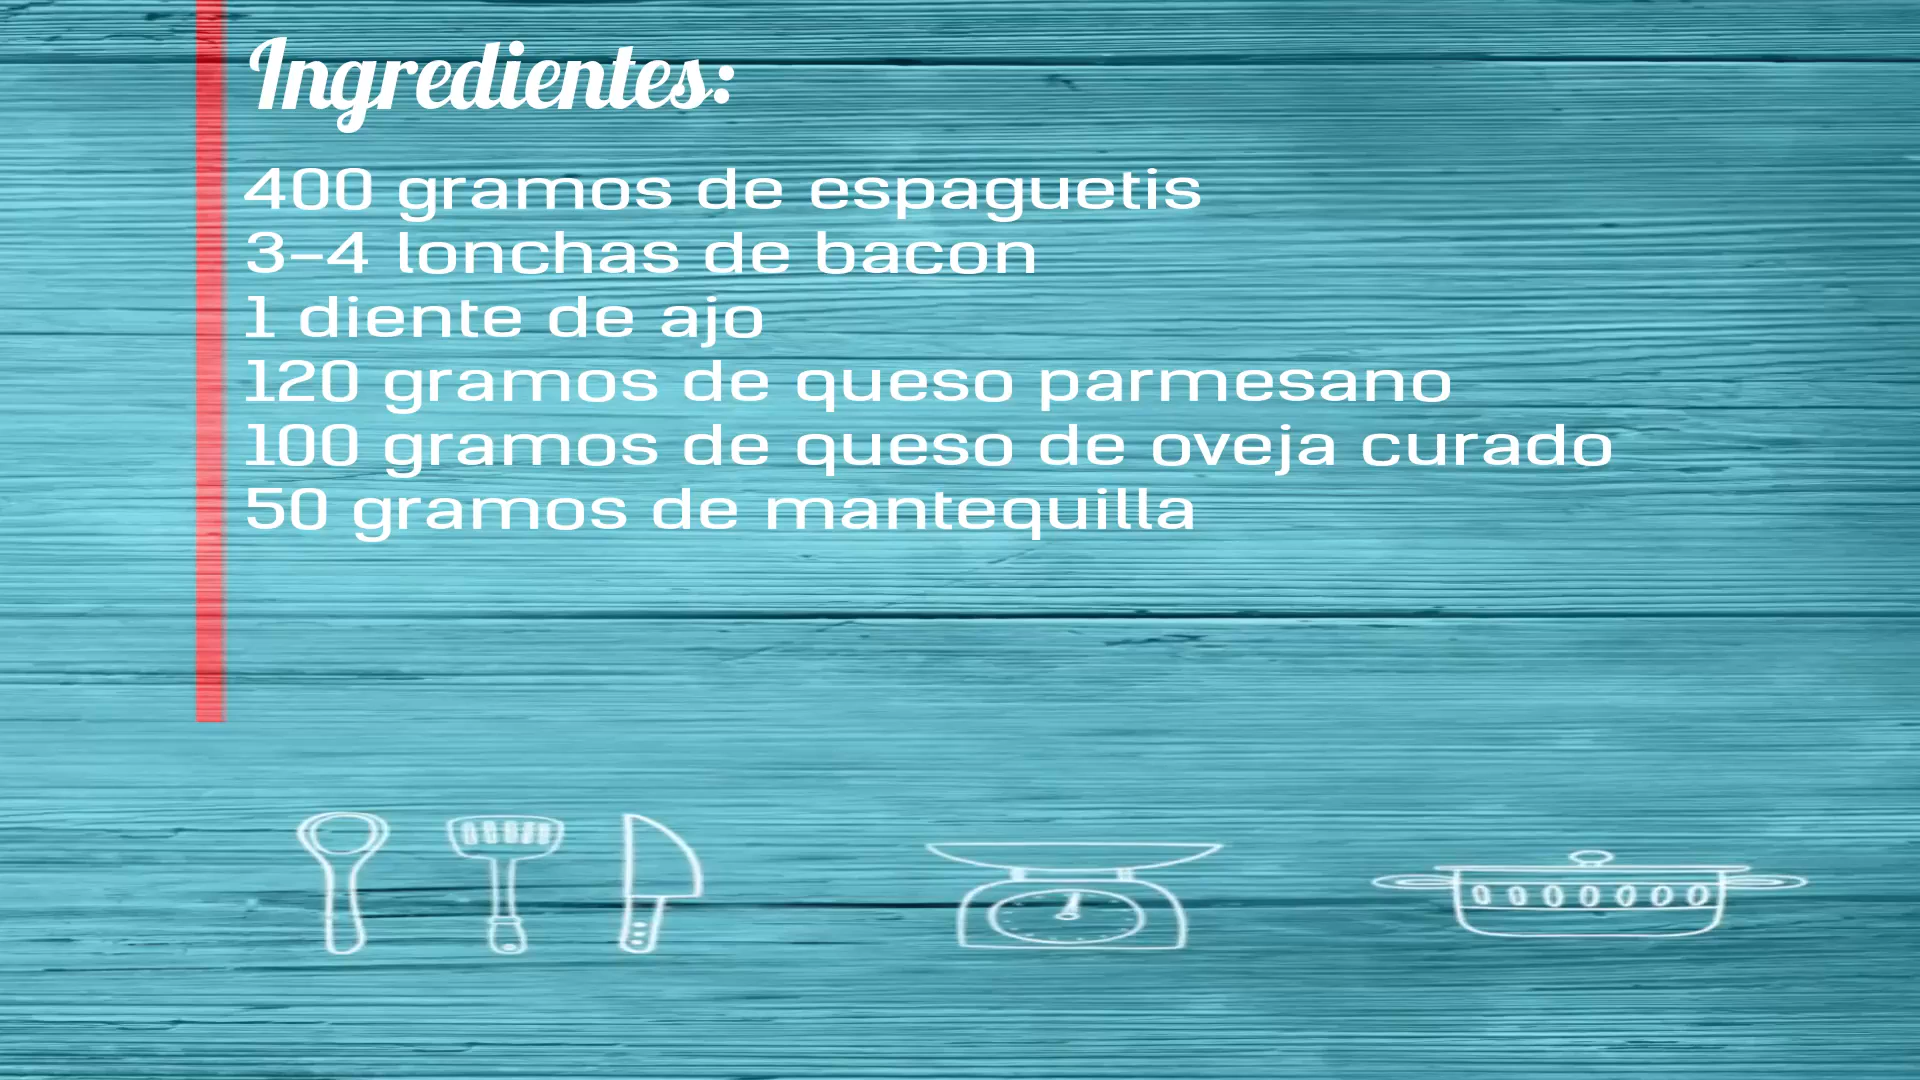 Ingredientes:
400 gramos de espaguetis
3-4 lonchas de bacon
1 diente de ajo
120 gramos de queso parmesano
100 gramos de queso de oveja curado
50 gramos de mantequilla